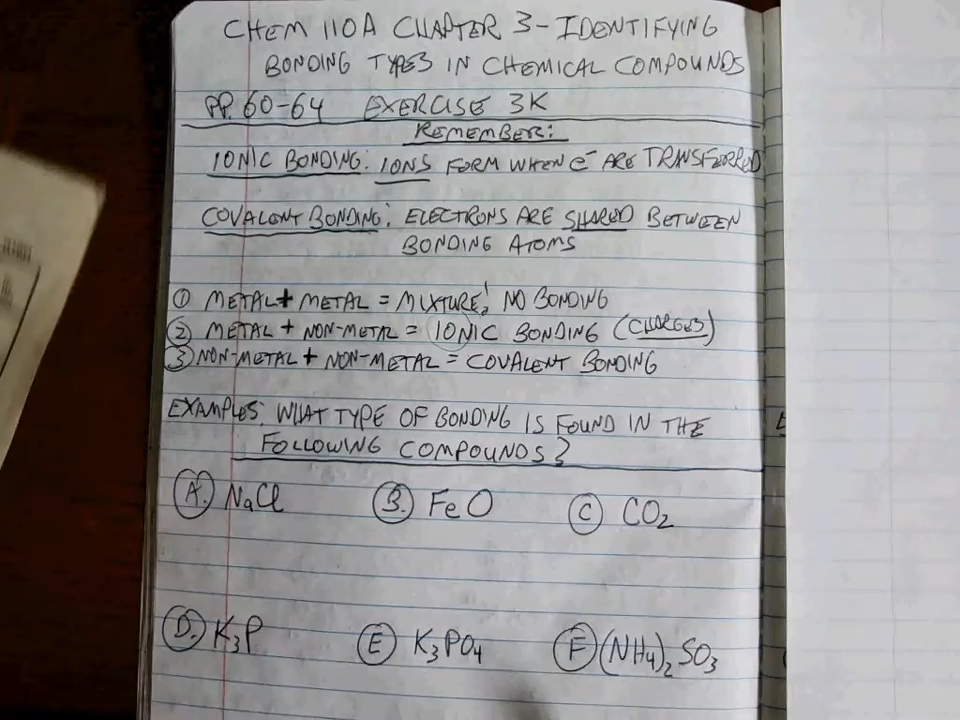 CHEM 110A CHAPTER 3-IDENTIFYING
BONDING TYPES IN CHEMICAL COMPOUNDS
PP. 60-64 EXERCISE 3K
REMEMBER:
IONIC BONDING: IONS FORM WHEN e⁻ ARE TRANSFERRED
COVALENT BONDING: ELECTRONS ARE SHARED BETWEEN
BONDING ATOMS
① METAL + METAL = MIXTURE; NO BONDING
② METAL + NON-METAL = IONIC BONDING (CHARGES)
③ NON-METAL + NON-METAL = COVALENT BONDING
EXAMPLES: WHAT TYPE OF BONDING IS FOUND IN THE
FOLLOWING COMPOUNDS?
A. NaCl B. FeO C CO₂
D. K₃P E K₃PO₄ F (NH₄)₂SO₃